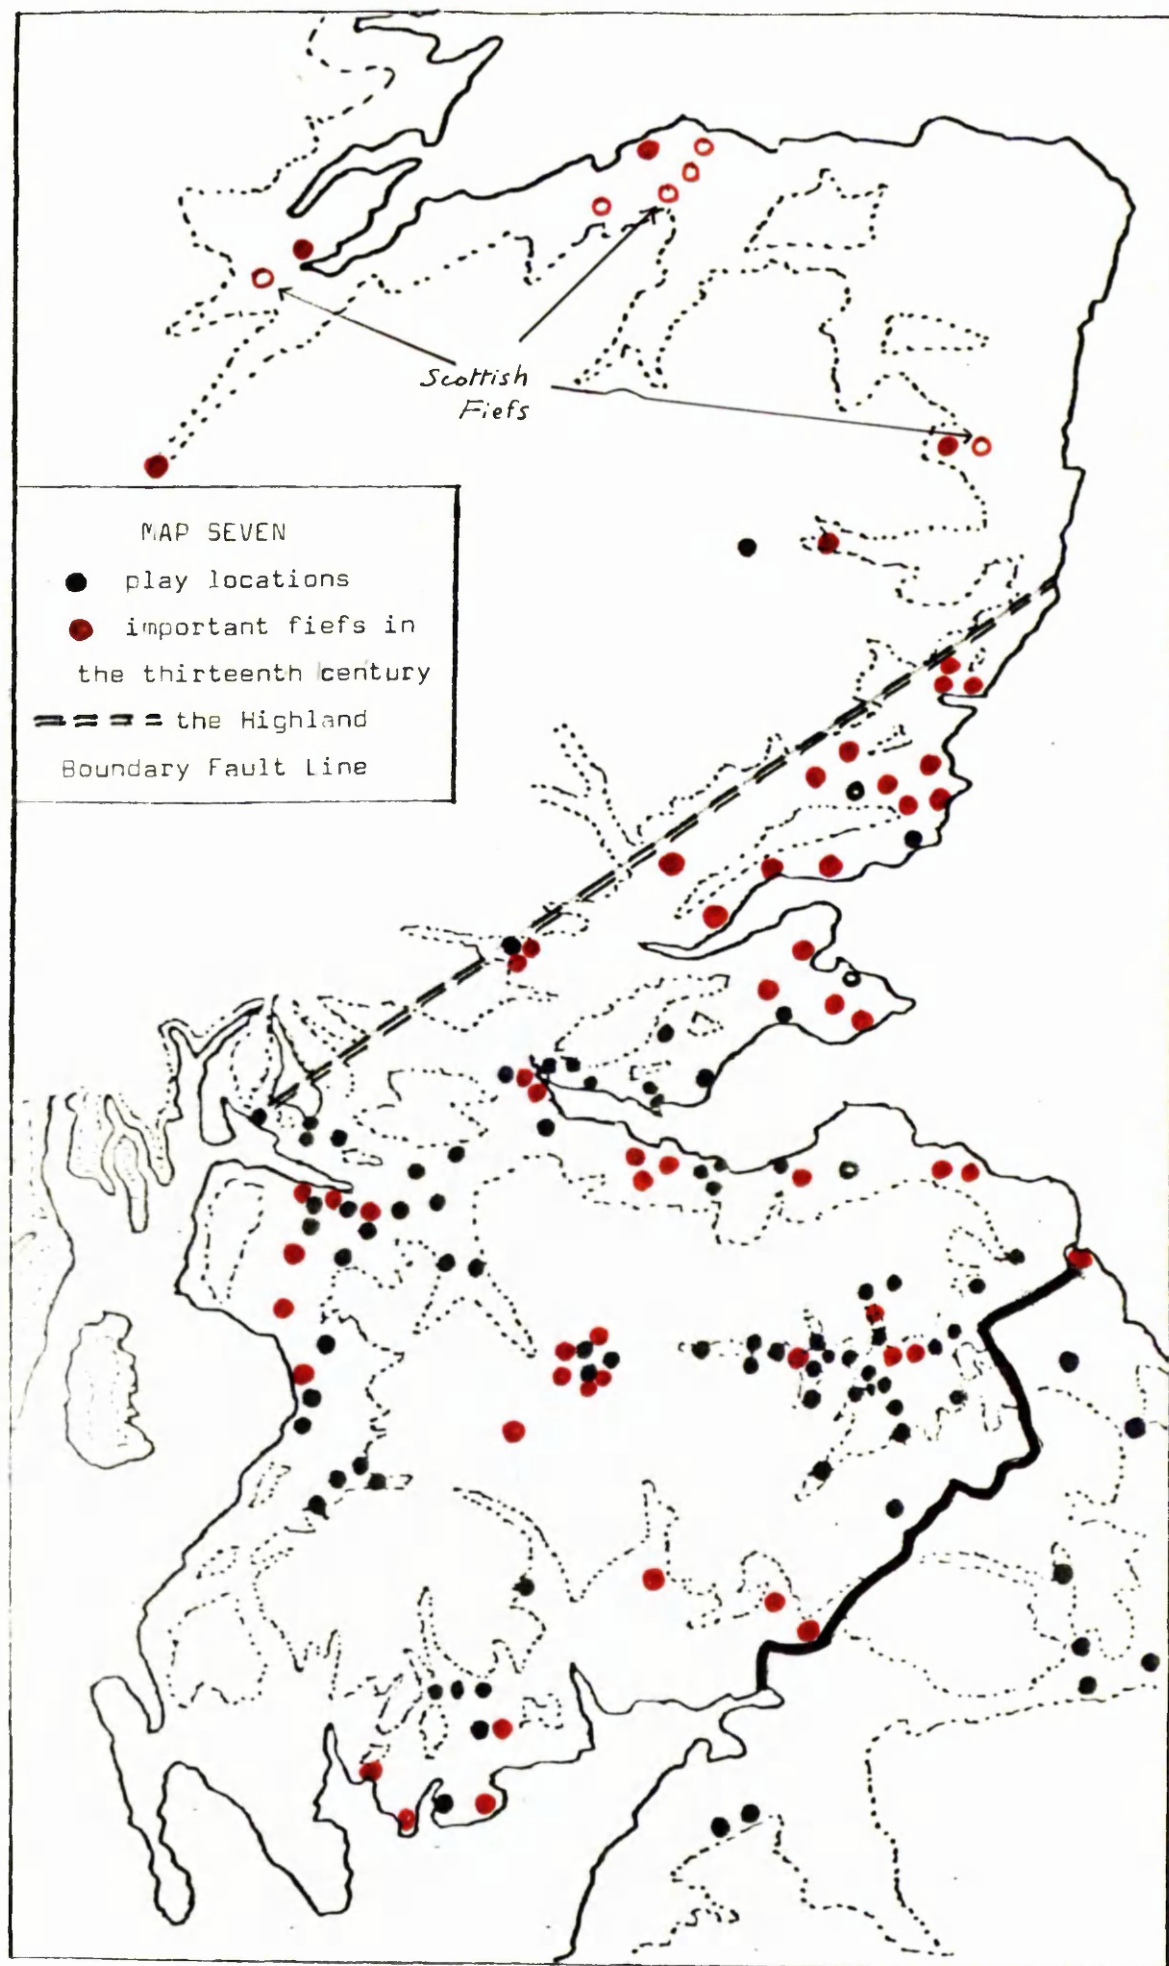 Scottish
Fiefs
MAP SEVEN
play locations
important fiefs in
the thirteenth century
the Highland
Boundary Fault Line